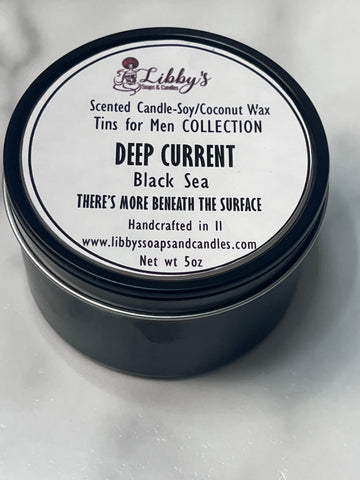 Libby's
Soaps & Candles
Scented Candle-Soy/Coconut Wax
Tins for Men COLLECTION
DEEP CURRENT
Black Sea
THERE'S MORE BENEATH THE SURFACE
Handcrafted in Il
www.libbyssoapsandcandles.com
Net wt 5oz